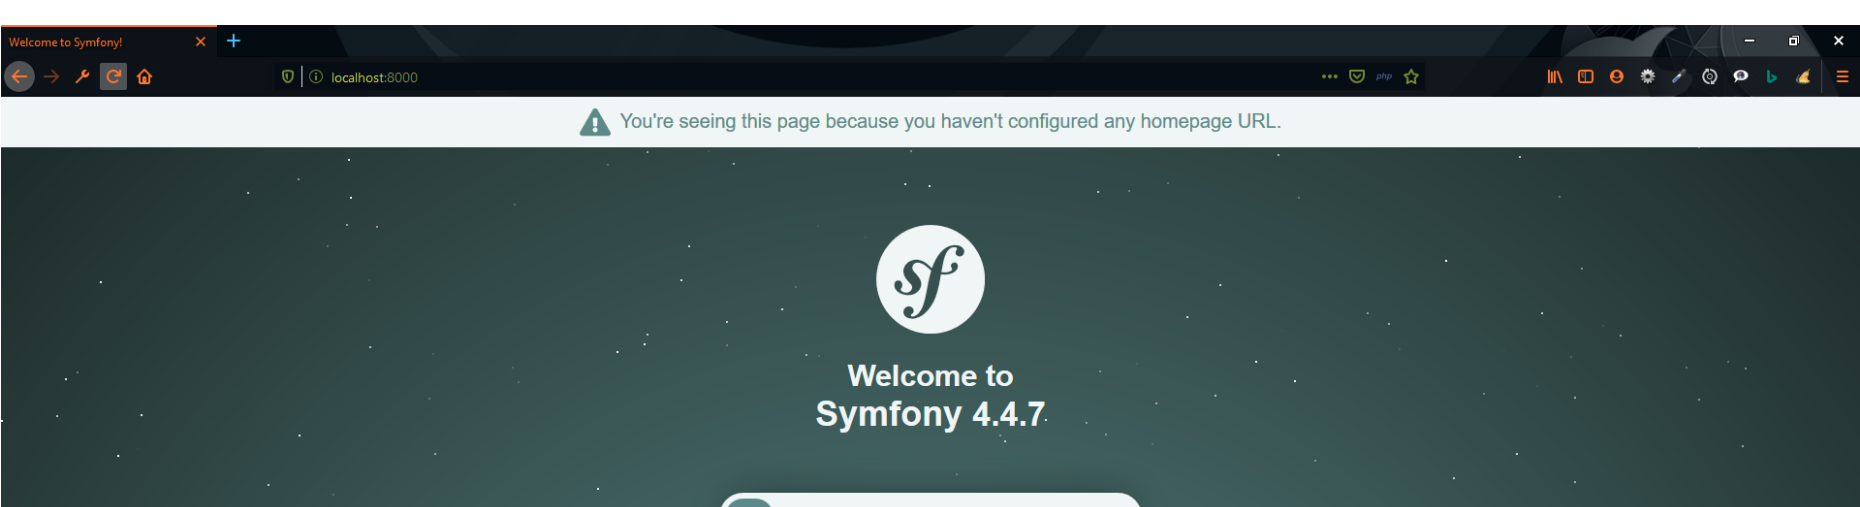 Welcome to Symfony!
localhost:8000
php
You're seeing this page because you haven't configured any homepage URL.
sf
Welcome to
Symfony 4.4.7